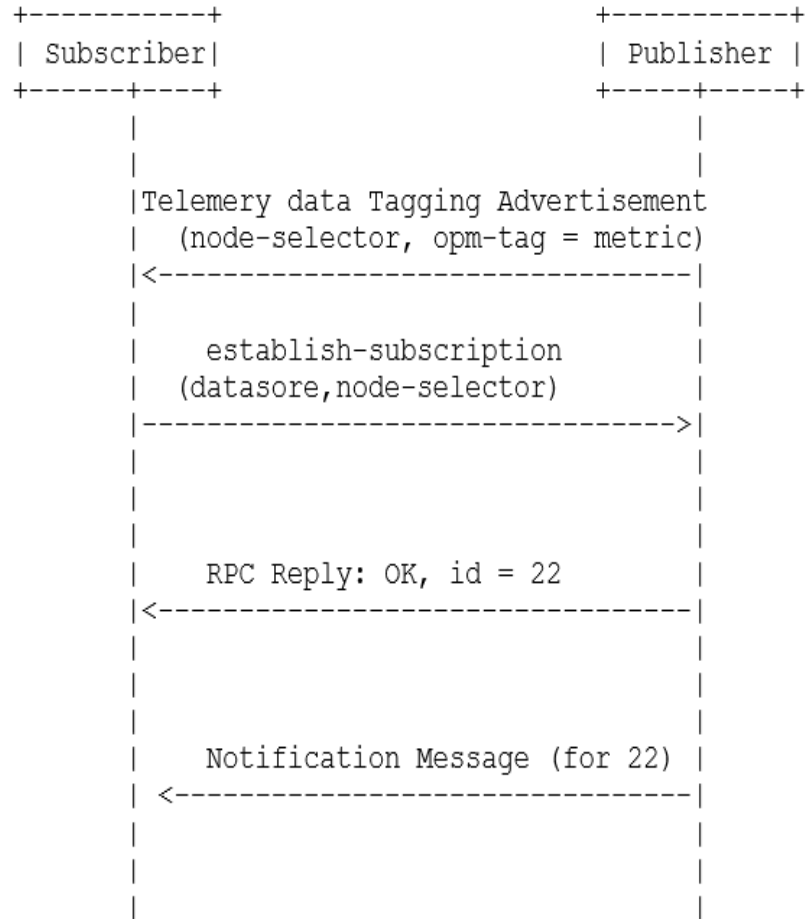 Subscriber Publisher
Telemery data Tagging Advertisement
(node-selector, opm-tag = metric)
establish-subscription
(datasore,node-selector)
RPC Reply: OK, id = 22
Notification Message (for 22)